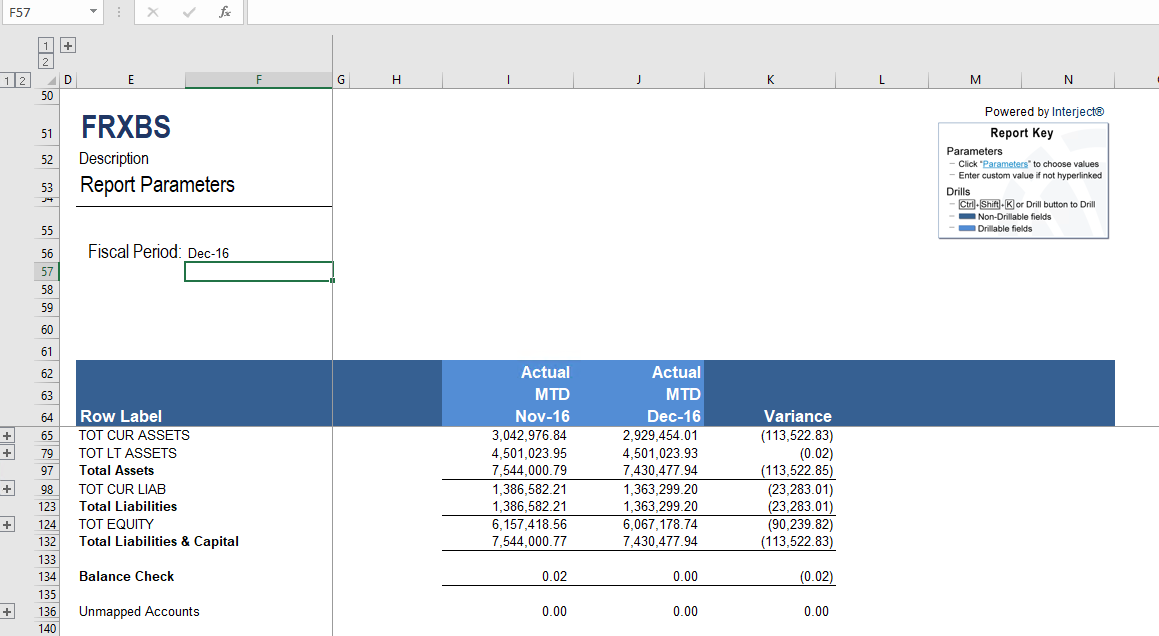 F57
fx
1 +
2
1 2 D E F G H I J K L M N
50
51 FRXBS
52 Description
53 Report Parameters
54
55
56 Fiscal Period: Dec-16
57
58
59
60
61
Powered by Interject®
Report Key
Parameters
– Click "Parameters" to choose values
– Enter custom value if not hyperlinked
Drills
– Ctrl+Shift+K or Drill button to Drill
– Non-Drillable fields
– Drillable fields
62 Actual Actual
63 MTD MTD
64 Row Label Nov-16 Dec-16 Variance
+ 65 TOT CUR ASSETS 3,042,976.84 2,929,454.01 (113,522.83)
+ 79 TOT LT ASSETS 4,501,023.95 4,501,023.93 (0.02)
97 Total Assets 7,544,000.79 7,430,477.94 (113,522.85)
+ 98 TOT CUR LIAB 1,386,582.21 1,363,299.20 (23,283.01)
123 Total Liabilities 1,386,582.21 1,363,299.20 (23,283.01)
+ 124 TOT EQUITY 6,157,418.56 6,067,178.74 (90,239.82)
132 Total Liabilities & Capital 7,544,000.77 7,430,477.94 (113,522.83)
133
134 Balance Check 0.02 0.00 (0.02)
135
+ 136 Unmapped Accounts 0.00 0.00 0.00
140